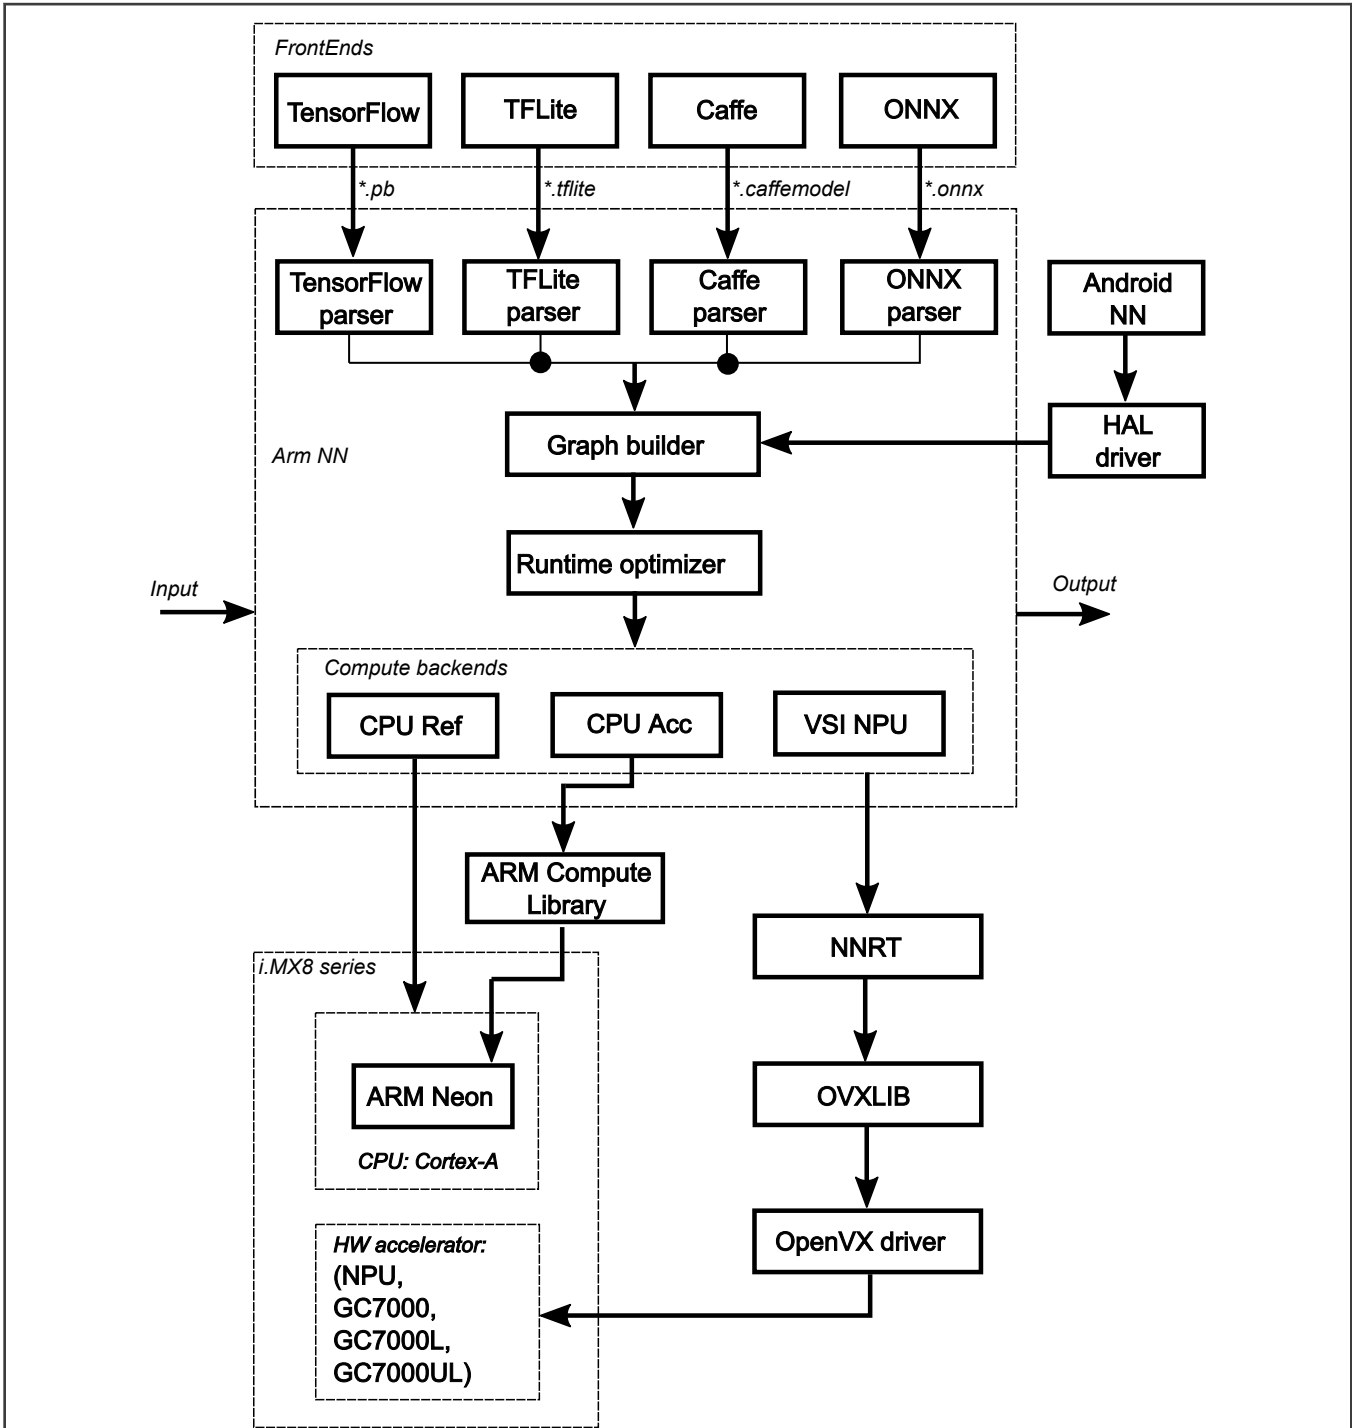 FrontEnds
TensorFlow
TFLite
Caffe
ONNX
*.pb
*.tflite
*.caffemodel
*.onnx
TensorFlow
parser
TFLite
parser
Caffe
parser
ONNX
parser
Android
NN
HAL
driver
Graph builder
Arm NN
Runtime optimizer
Input
Output
Compute backends
CPU Ref
CPU Acc
VSI NPU
ARM Compute
Library
NNRT
i.MX8 series
ARM Neon
CPU: Cortex-A
OVXLIB
OpenVX driver
HW accelerator:
(NPU,
GC7000,
GC7000L,
GC7000UL)